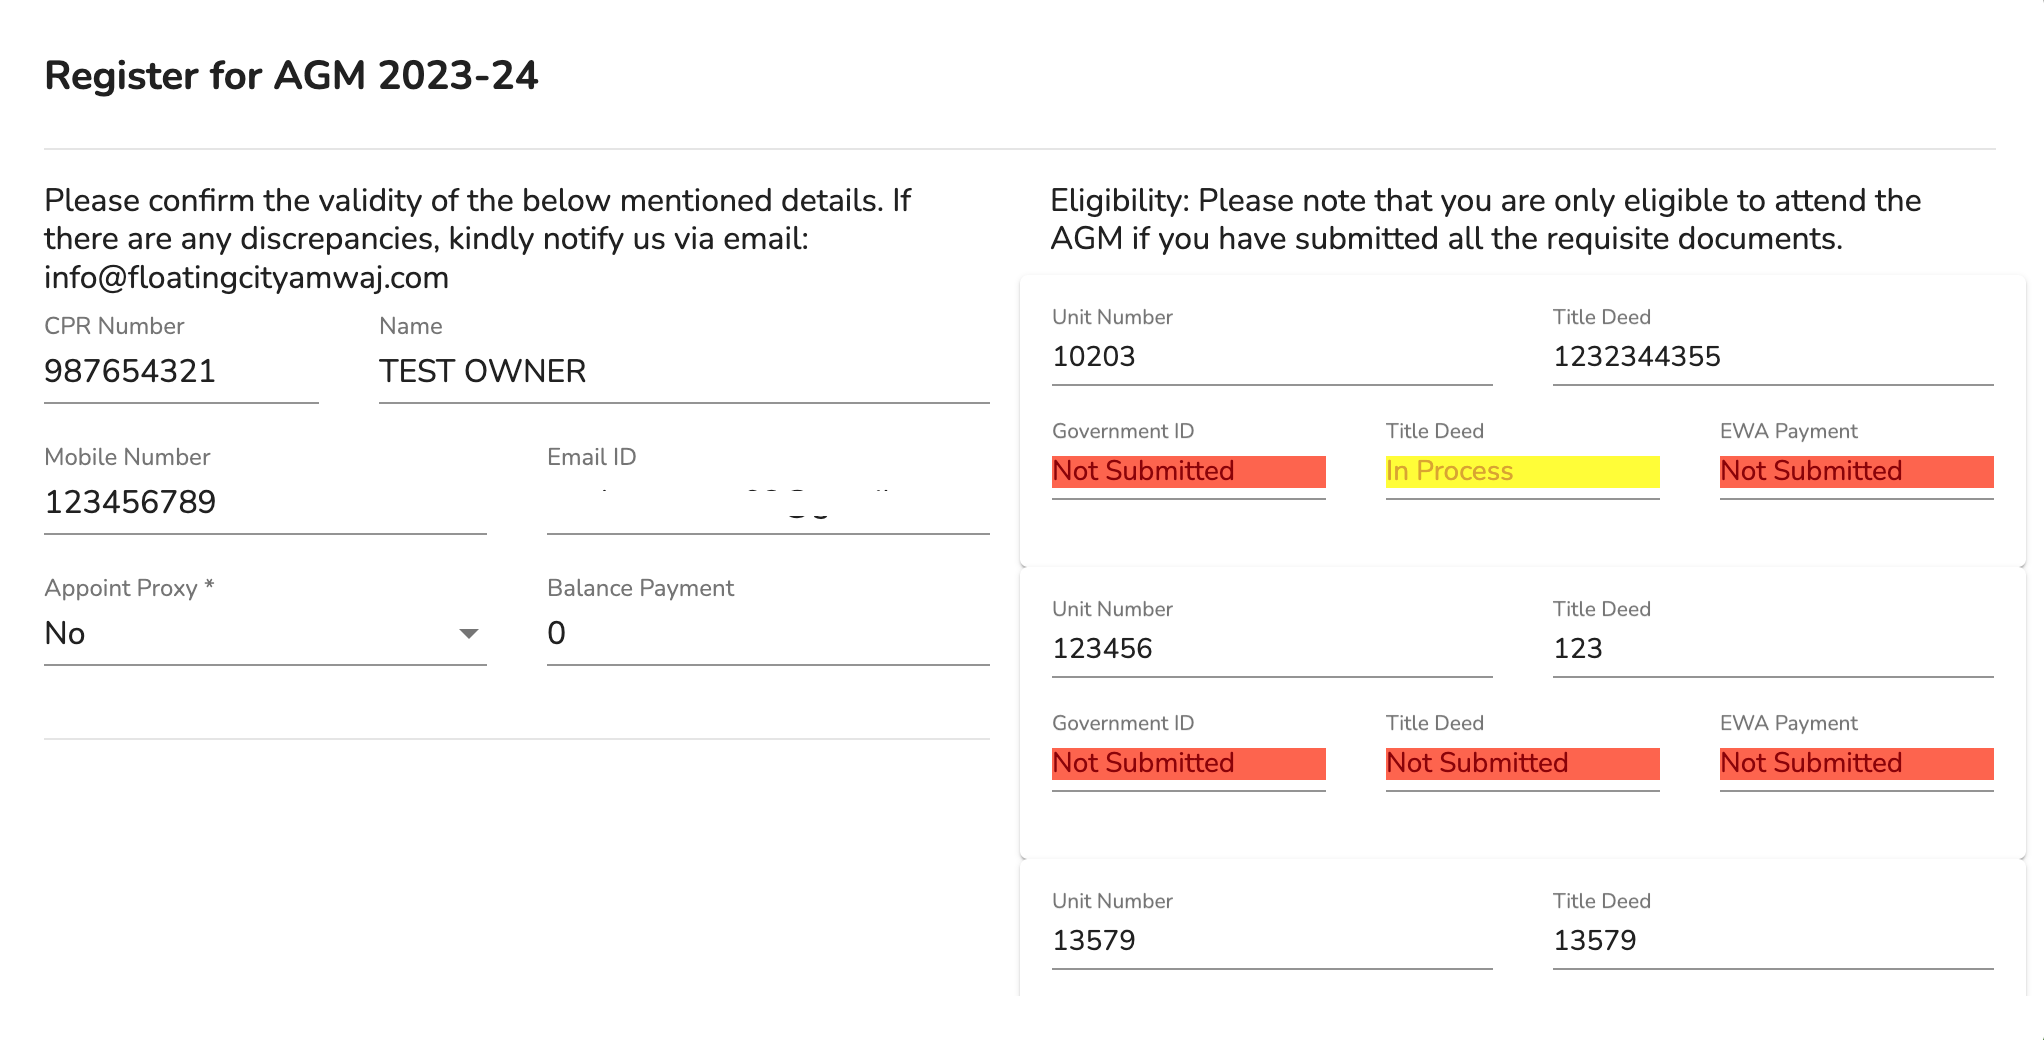 Register for AGM 2023-24
Please confirm the validity of the below mentioned details. If
there are any discrepancies, kindly notify us via email:
info@floatingcityamwaj.com
CPR Number
Name
987654321
TEST OWNER
Mobile Number
Email ID
123456789
Appoint Proxy *
Balance Payment
No
0
Eligibility: Please note that you are only eligible to attend the
AGM if you have submitted all the requisite documents.
Unit Number
Title Deed
10203
1232344355
Government ID
Title Deed
EWA Payment
Not Submitted
In Process
Not Submitted
Unit Number
Title Deed
123456
123
Government ID
Title Deed
EWA Payment
Not Submitted
Not Submitted
Not Submitted
Unit Number
Title Deed
13579
13579